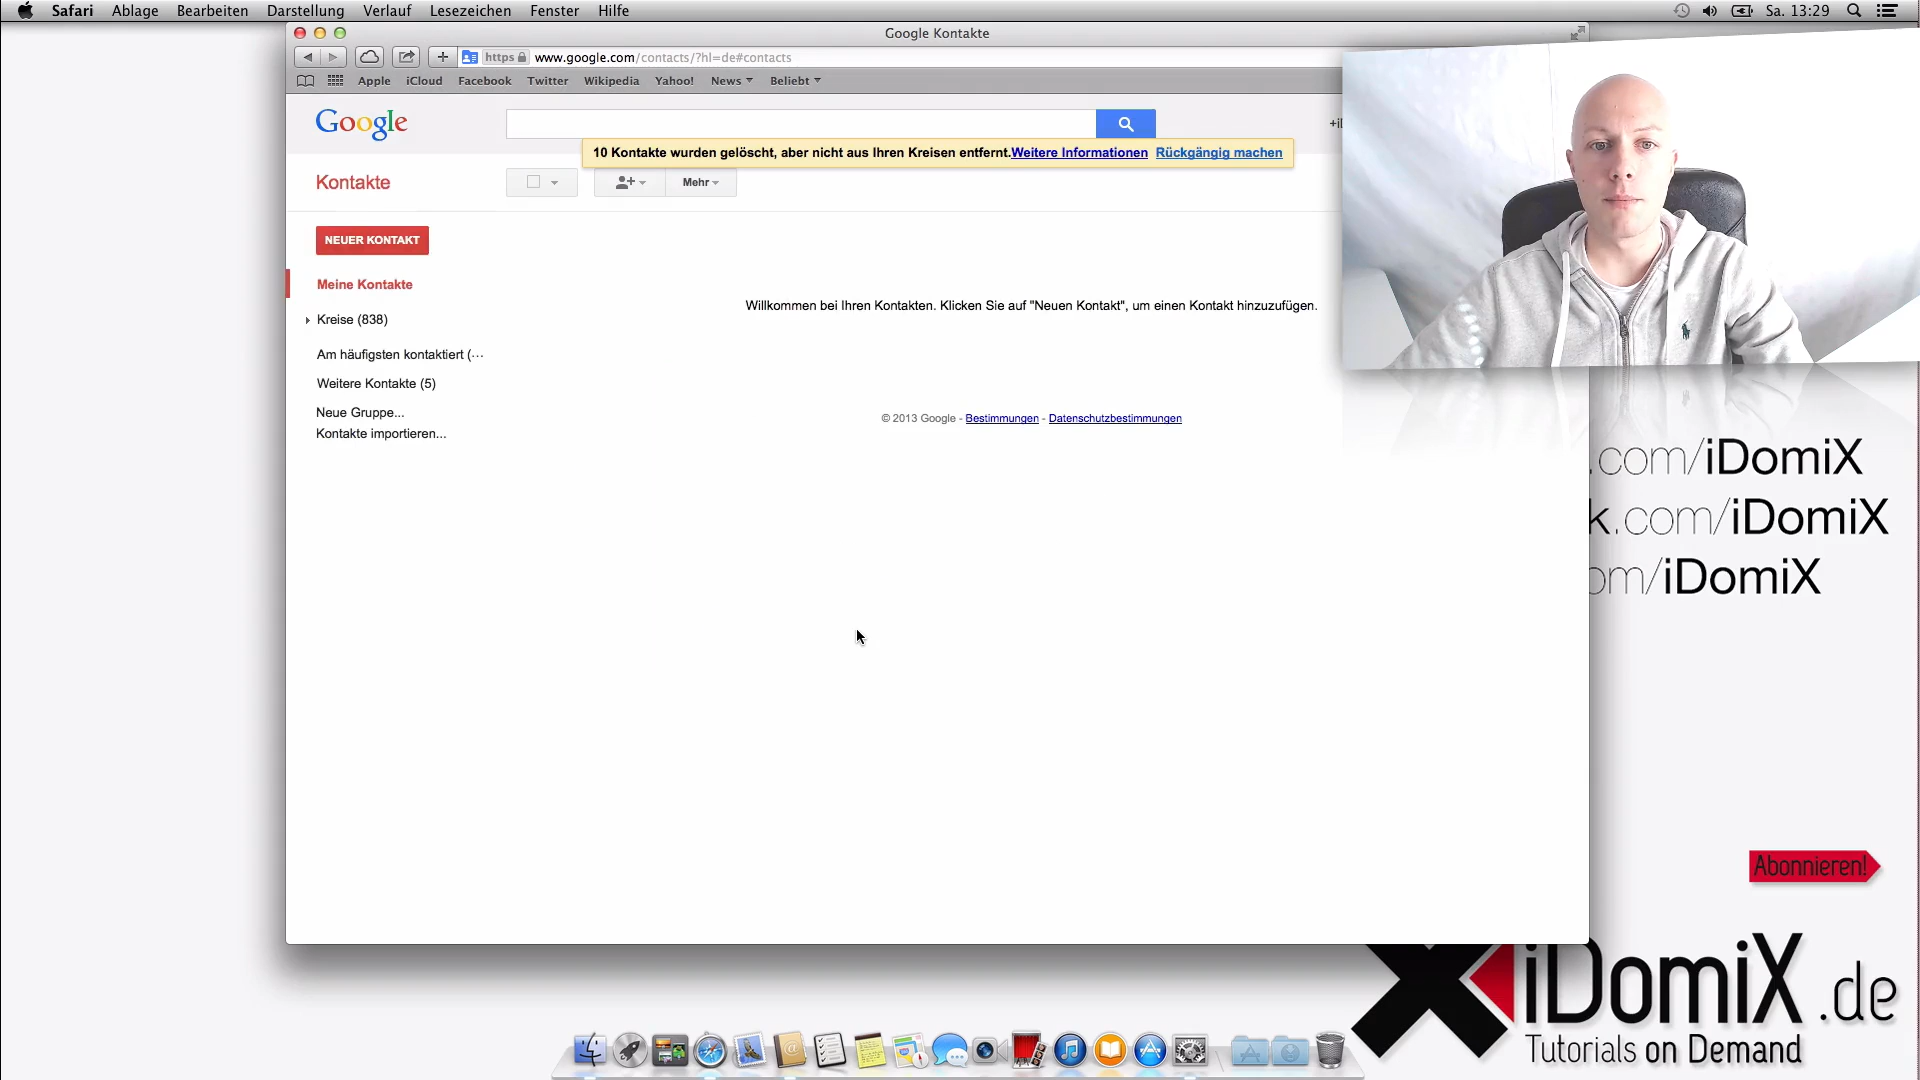 Safari Ablage Bearbeiten Darstellung Verlauf Lesezeichen Fenster Hilfe
Sa. 13:29
Google Kontakte
https www.google.com/contacts/?hl=de#contacts
Apple iCloud Facebook Twitter Wikipedia Yahoo! News Beliebt
Google
10 Kontakte wurden gelöscht, aber nicht aus Ihren Kreisen entfernt.Weitere Informationen Rückgängig machen
Kontakte
Mehr
NEUER KONTAKT
Meine Kontakte
Kreise (838)
Am häufigsten kontaktiert (...
Weitere Kontakte (5)
Neue Gruppe...
Kontakte importieren...
Willkommen bei Ihren Kontakten. Klicken Sie auf "Neuen Kontakt", um einen Kontakt hinzuzufügen.
© 2013 Google - Bestimmungen - Datenschutzbestimmungen
.com/iDomiX
k.com/iDomiX
om/iDomiX
Abonnieren!
iDomiX.de
Tutorials on Demand